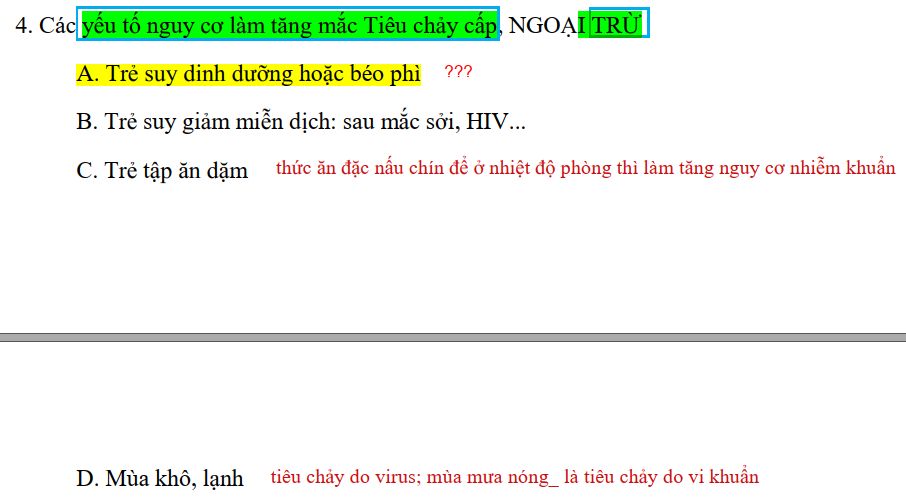 4. Các yếu tố nguy cơ làm tăng mắc Tiêu chảy cấp, NGOẠI TRỪ
A. Trẻ suy dinh dưỡng hoặc béo phì ???
B. Trẻ suy giảm miễn dịch: sau mắc sởi, HIV...
C. Trẻ tập ăn dặm thức ăn đặc nấu chín để ở nhiệt độ phòng thì làm tăng nguy cơ nhiễm khuẩn
D. Mùa khô, lạnh tiêu chảy do virus; mùa mưa nóng_ là tiêu chảy do vi khuẩn